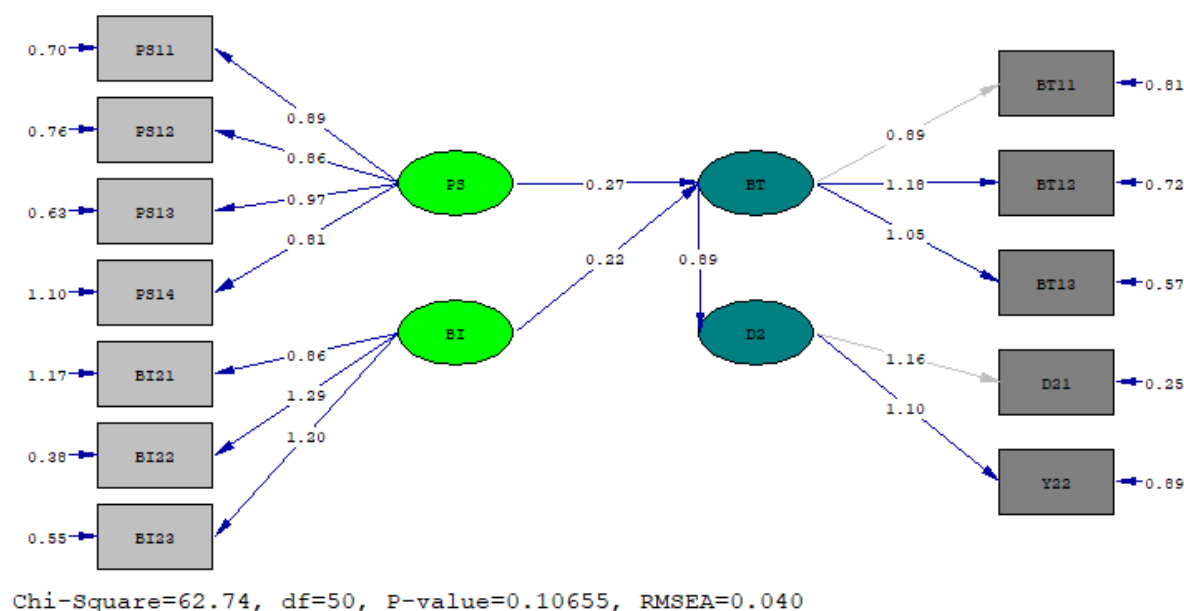 0.70 PS11
0.76 PS12
0.63 PS13
1.10 PS14
1.17 BI21
0.38 BI22
0.55 BI23
0.89
0.86
0.97
0.81
0.86
1.29
1.20
PS
BI
0.27
0.22
BT
0.89
D2
0.89
1.18
1.05
1.16
1.10
BT11 0.81
BT12 0.72
BT13 0.57
D21 0.25
Y22 0.89
Chi-Square=62.74, df=50, P-value=0.10655, RMSEA=0.040